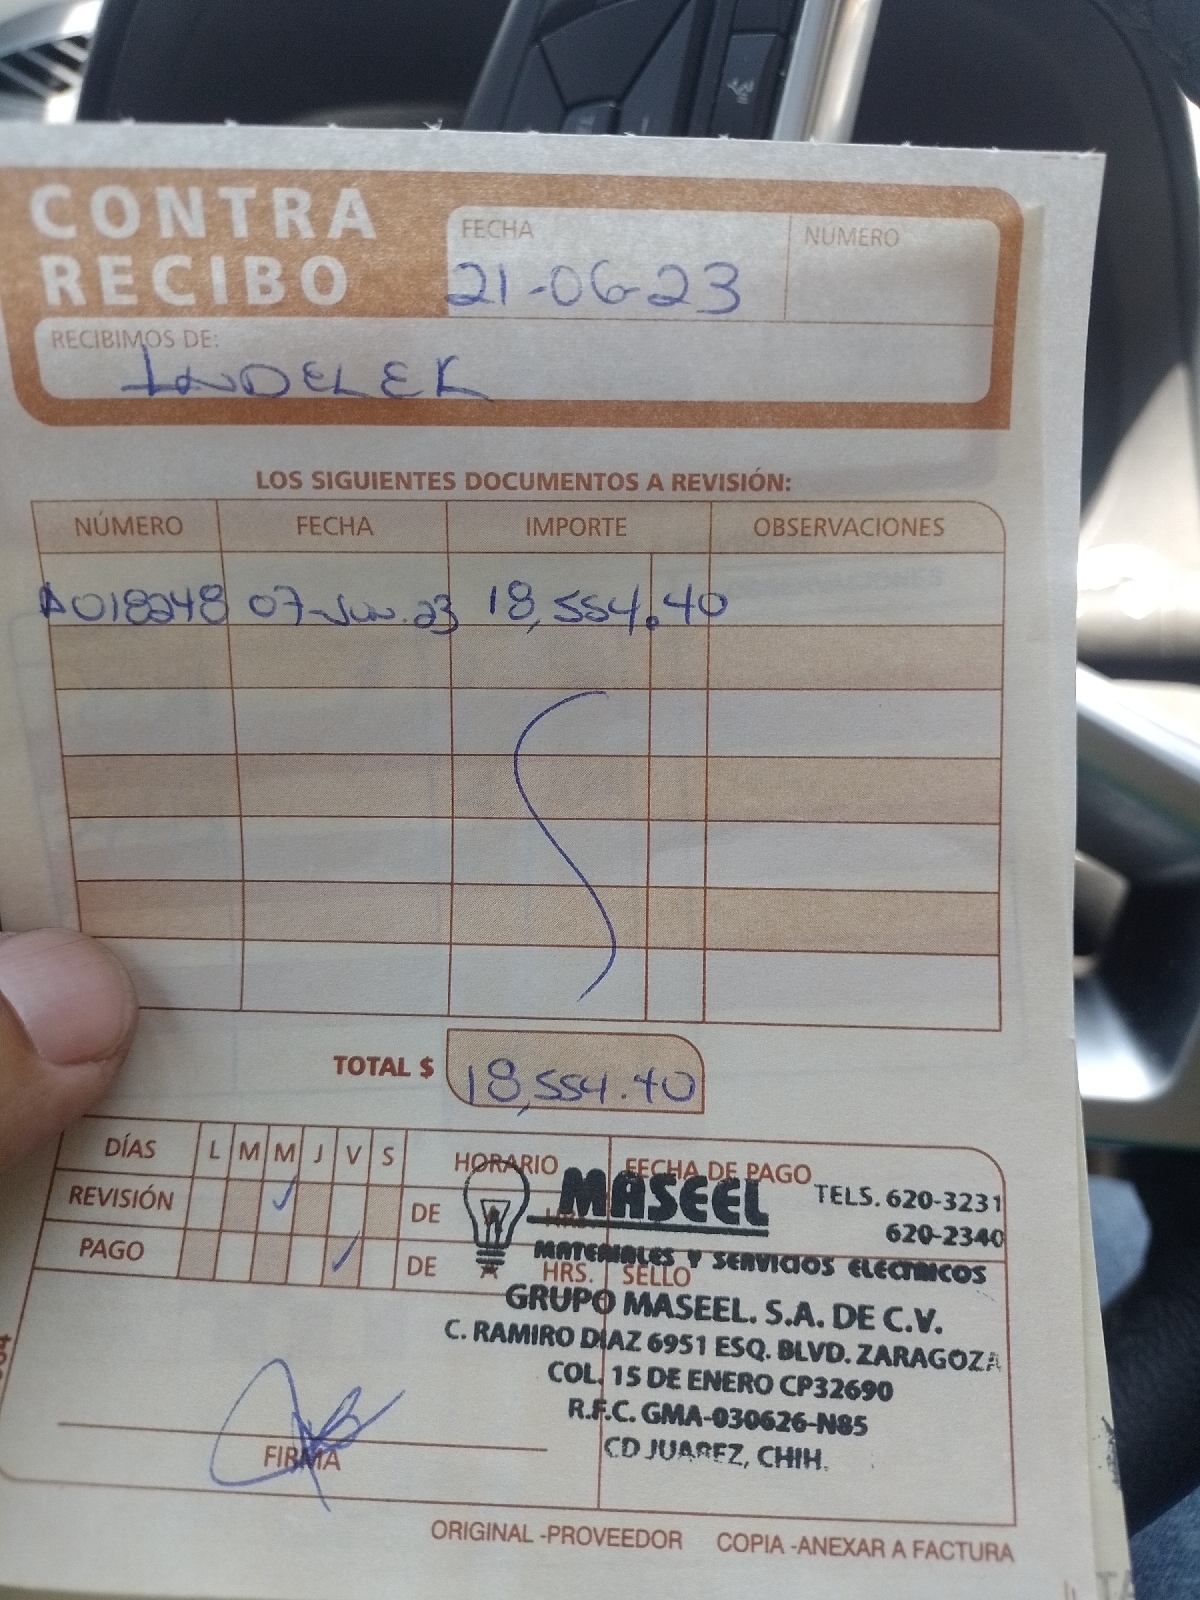 CONTRA
RECIBO
FECHA
NÚMERO
21-06-23
RECIBIMOS DE:
INDELEK
LOS SIGUIENTES DOCUMENTOS A REVISIÓN:
NÚMERO FECHA IMPORTE OBSERVACIONES
A018248 07-Jun.23 18,554.40
TOTAL $ 18,554.40
DÍAS L M M J V S HORARIO FECHA DE PAGO
REVISIÓN DE A HRS.
PAGO DE A HRS. SELLO
MASEEL TELS. 620-3231
620-2340
MATERIALES Y SERVICIOS ELECTRICOS
GRUPO MASEEL. S.A. DE C.V.
C. RAMIRO DIAZ 6951 ESQ. BLVD. ZARAGOZA
COL. 15 DE ENERO CP32690
R.F.C. GMA-030626-N85
CD JUAREZ, CHIH.
FIRMA
ORIGINAL -PROVEEDOR COPIA -ANEXAR A FACTURA